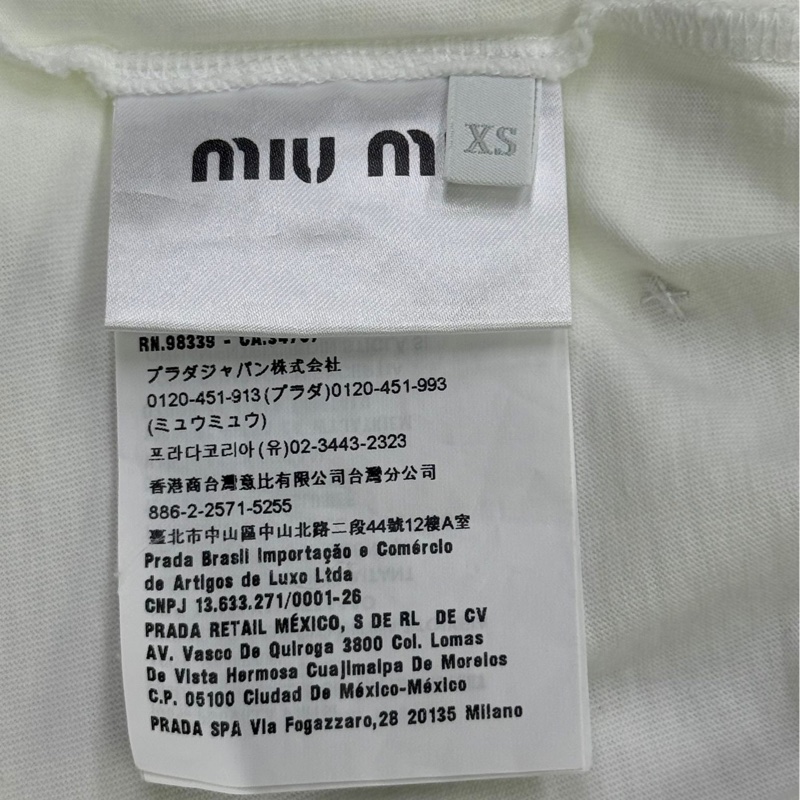 miu m
XS
RN.98339 - CA.34787
プラダジャパン株式会社
0120-451-913(プラダ)0120-451-993
(ミュウミュウ)
프라다코리아(유)02-3443-2323
香港商台灣意比有限公司台灣分公司
886-2-2571-5255
臺北市中山區中山北路二段44號12樓A室
Prada Brasil Importação e Comércio
de Artigos de Luxo Ltda
CNPJ 13.633.271/0001-26
PRADA RETAIL MÉXICO, S DE RL DE CV
AV. Vasco De Quiroga 3800 Col. Lomas
De Vista Hermosa Cuajimalpa De Morelos
C.P. 05100 Ciudad De México-México
PRADA SPA Via Fogazzaro,28 20135 Milano